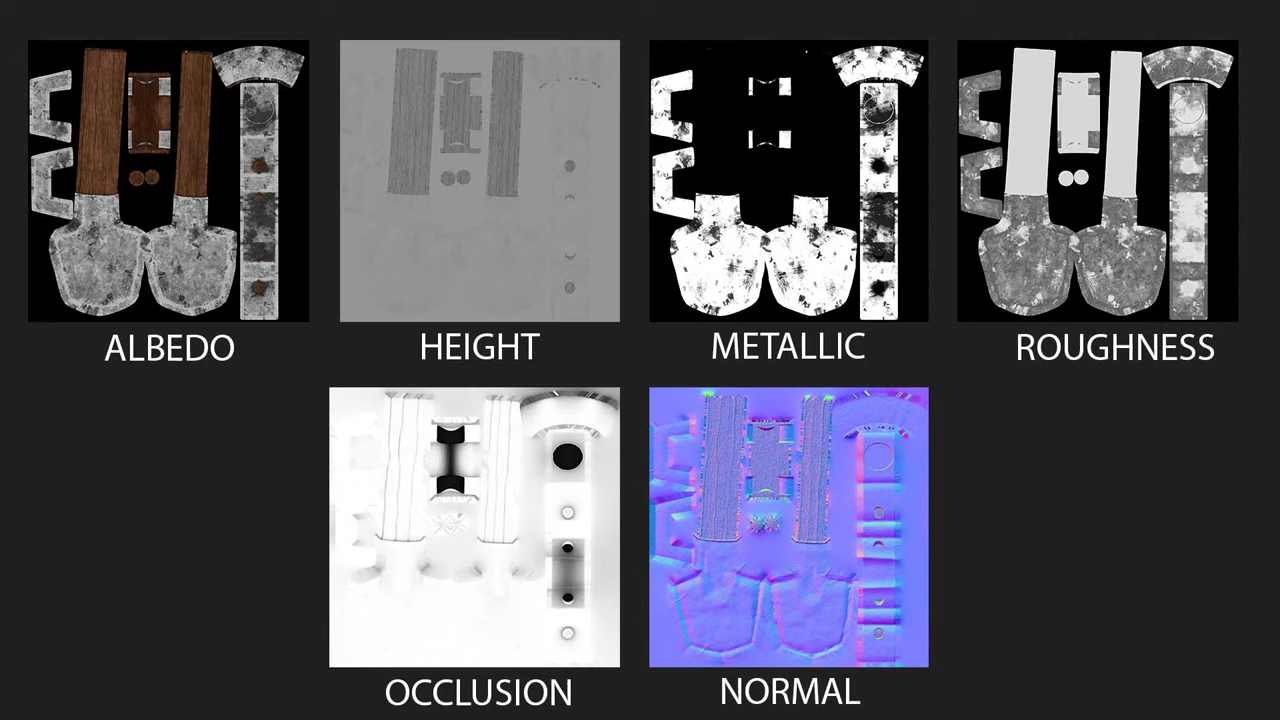 ALBEDO
HEIGHT
METALLIC
ROUGHNESS
OCCLUSION
NORMAL